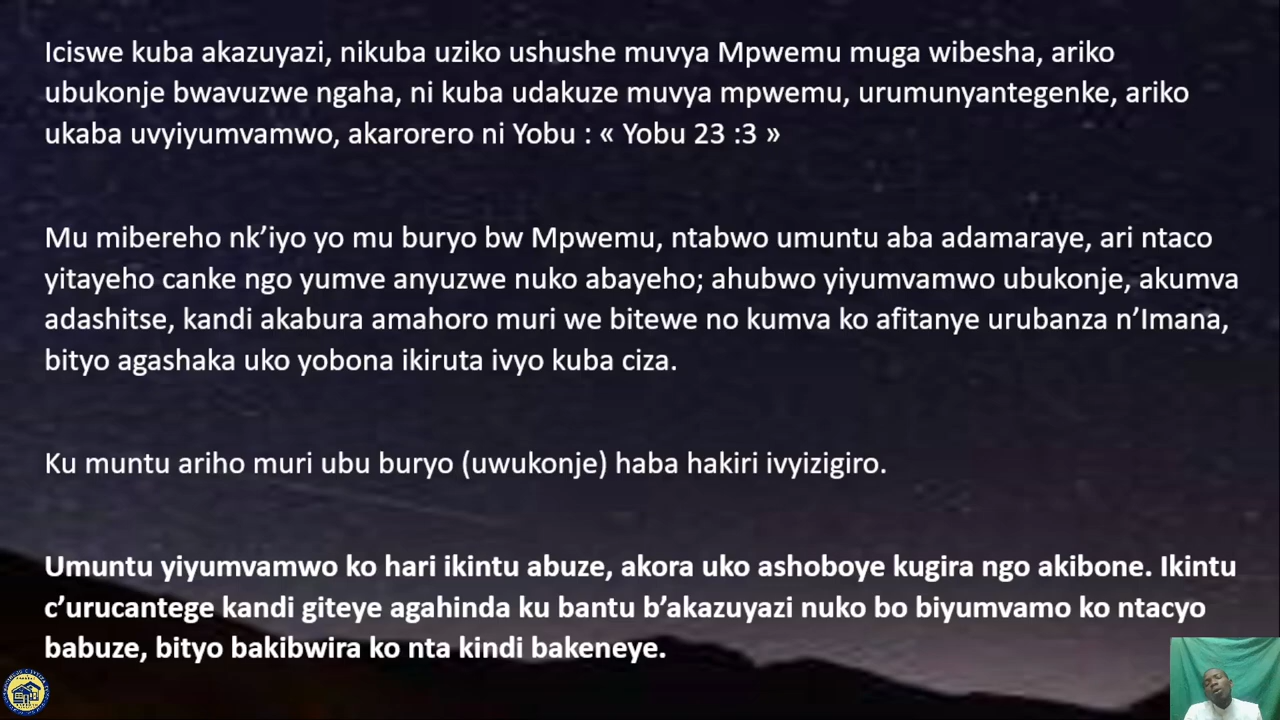 Iciswe kuba akazuyazi, nikuba uziko ushushe muvya Mpwemu muga wibesha, ariko
ubukonje bwavuzwe ngaha, ni kuba udakuze muvya mpwemu, urumunyantegenke, ariko
ukaba uvyiyumvamwo, akarorero ni Yobu : « Yobu 23 :3 »
Mu mibereho nk’iyo yo mu buryo bw Mpwemu, ntabwo umuntu aba adamaraye, ari ntaco
yitayeho canke ngo yumve anyuzwe nuko abayeho; ahubwo yiyumvamwo ubukonje, akumva
adashitse, kandi akabura amahoro muri we bitewe no kumva ko afitanye urubanza n’Imana,
bityo agashaka uko yobona ikiruta ivyo kuba ciza.
Ku muntu ariho muri ubu buryo (uwukonje) haba hakiri ivyizigiro.
Umuntu yiyumvamwo ko hari ikintu abuze, akora uko ashoboye kugira ngo akibone. Ikintu
c’urucantege kandi giteye agahinda ku bantu b’akazuyazi nuko bo biyumvamo ko ntacyo
babuze, bityo bakibwira ko nta kindi bakeneye.